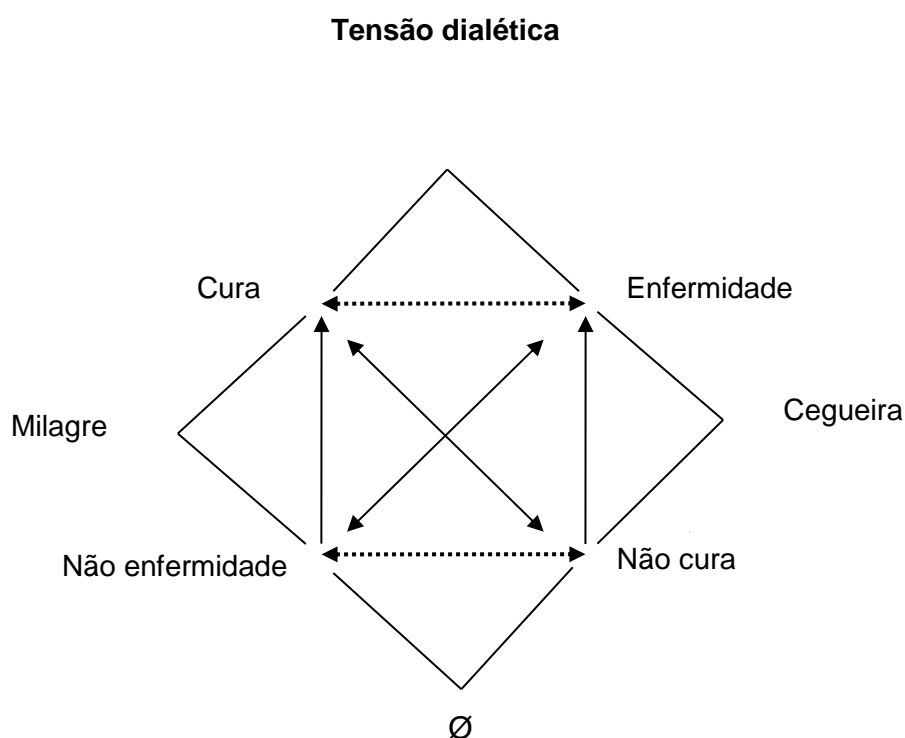 Tensão dialética
Cura
Enfermidade
Milagre
Cegueira
Não enfermidade
Não cura
Ø